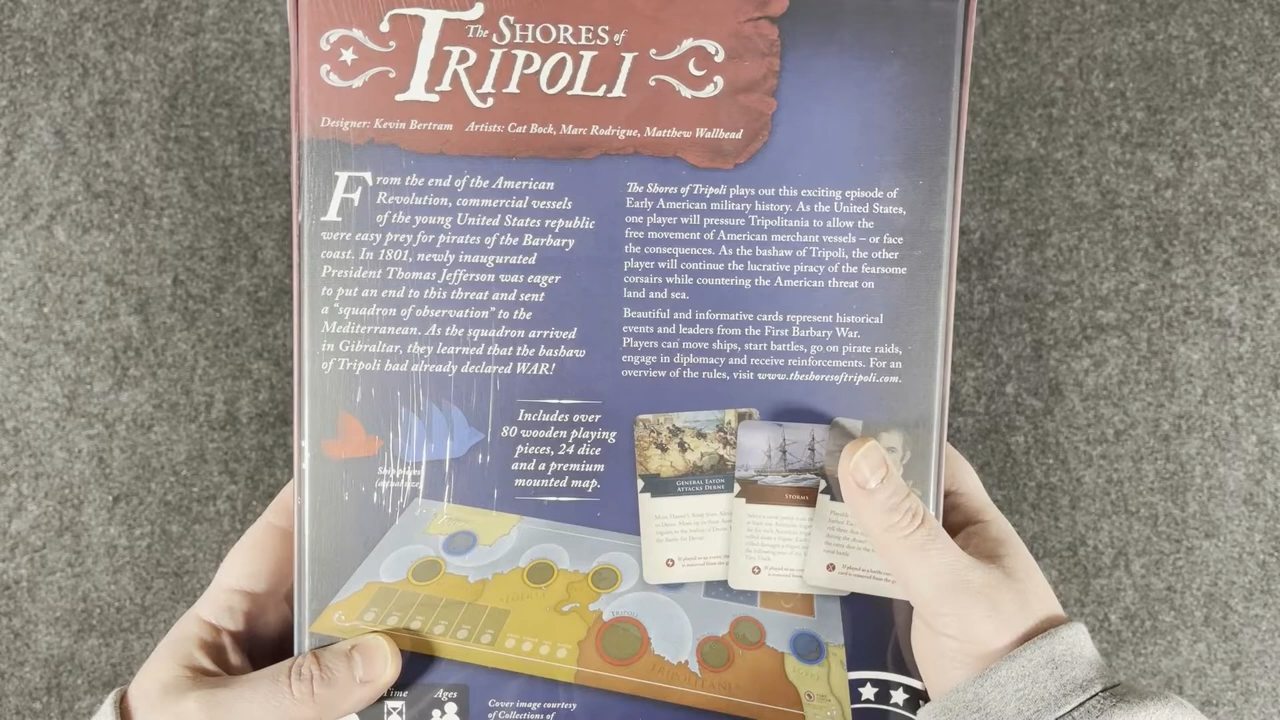 The SHORES of
TRIPOLI
Designer: Kevin Bertram Artists: Cat Bock, Marc Rodrigue, Matthew Wallhead
From the end of the American
Revolution, commercial vessels
of the young United States republic
were easy prey for pirates of the Barbary
coast. In 1801, newly inaugurated
President Thomas Jefferson was eager
to put an end to this threat and sent
a “squadron of observation” to the
Mediterranean. As the squadron arrived
in Gibraltar, they learned that the bashaw
of Tripoli had already declared WAR!
The Shores of Tripoli plays out this exciting episode of
Early American military history. As the United States,
one player will pressure Tripolitania to allow the
free movement of American merchant vessels – or face
the consequences. As the bashaw of Tripoli, the other
player will continue the lucrative piracy of the fearsome
corsairs while countering the American threat on
land and sea.
Beautiful and informative cards represent historical
events and leaders from the First Barbary War.
Players can move ships, start battles, go on pirate raids,
engage in diplomacy and receive reinforcements. For an
overview of the rules, visit www.theshoresoftripoli.com.
Includes over
80 wooden playing
pieces, 24 dice
and a premium
mounted map.
Ship pieces
(actual size)
GENERAL EATON
ATTACKS DERNE
STORMS
TRIPOLI
TRIPOLITANIA
Time
Ages
Cover image courtesy
of Collections of